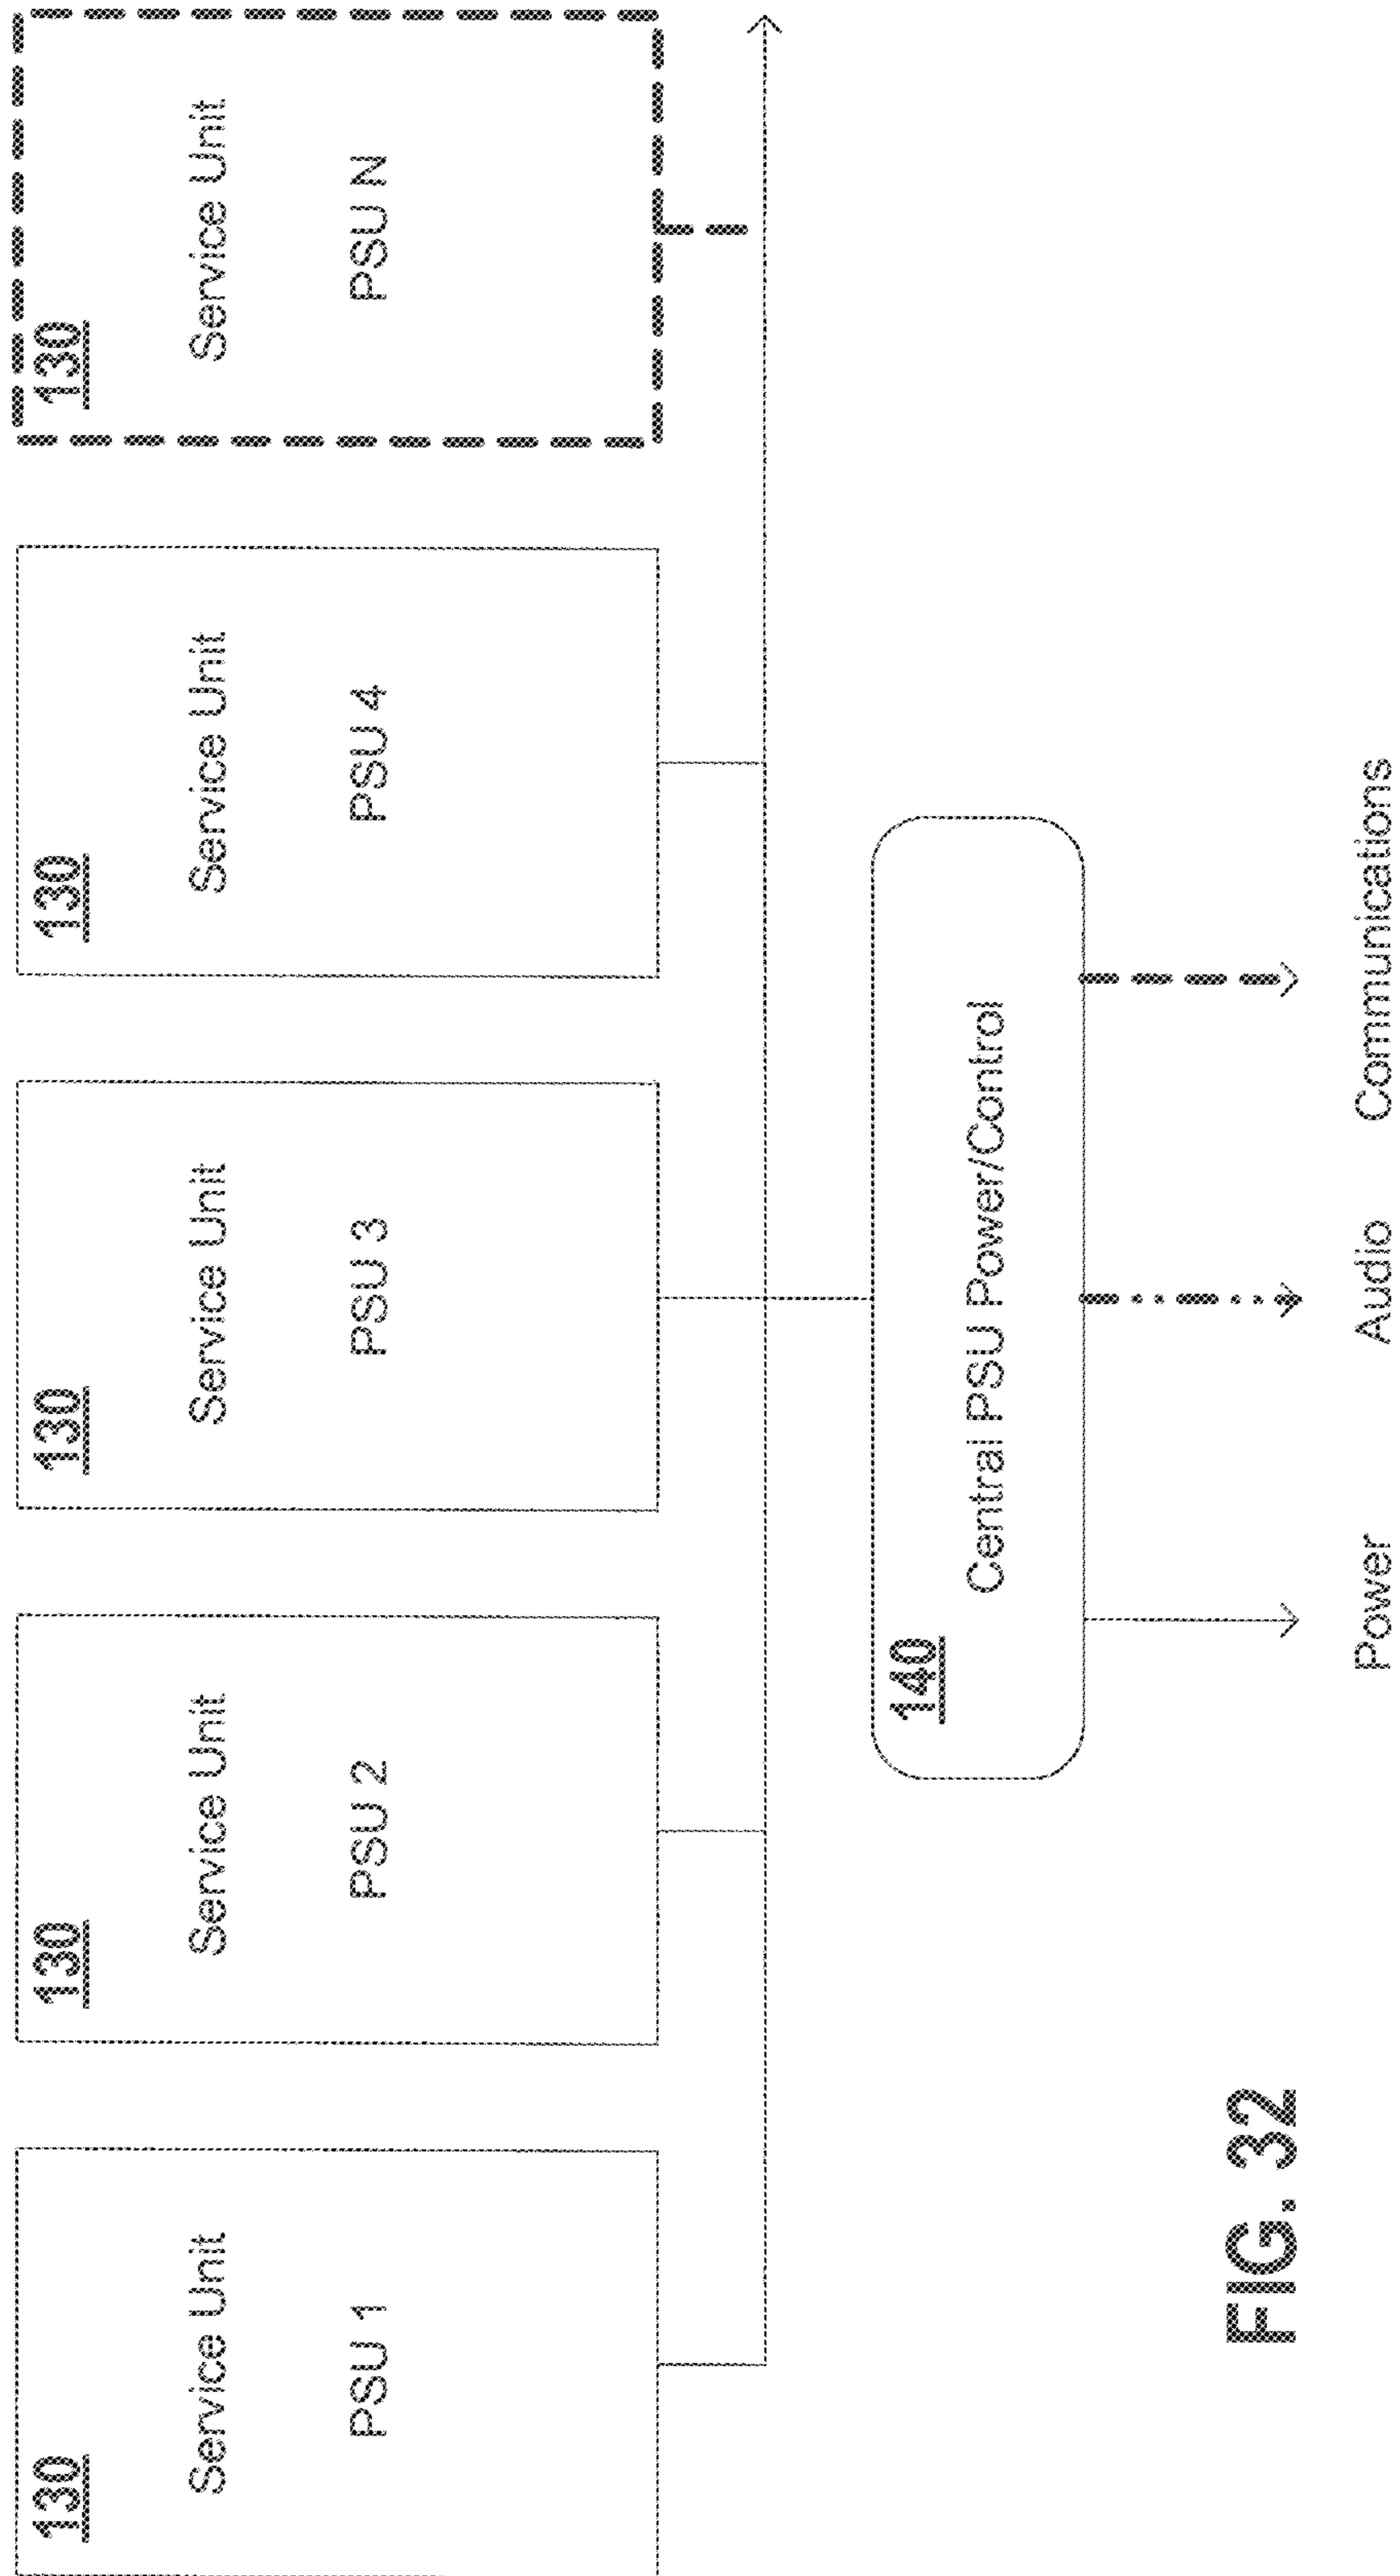 130
Service Unit
PSU 1
130
Service Unit
PSU 2
130
Service Unit
PSU 3
130
Service Unit
PSU 4
130
Service Unit
PSU N
140
Central PSU Power/Control
Power
Audio
Communications
FIG. 32